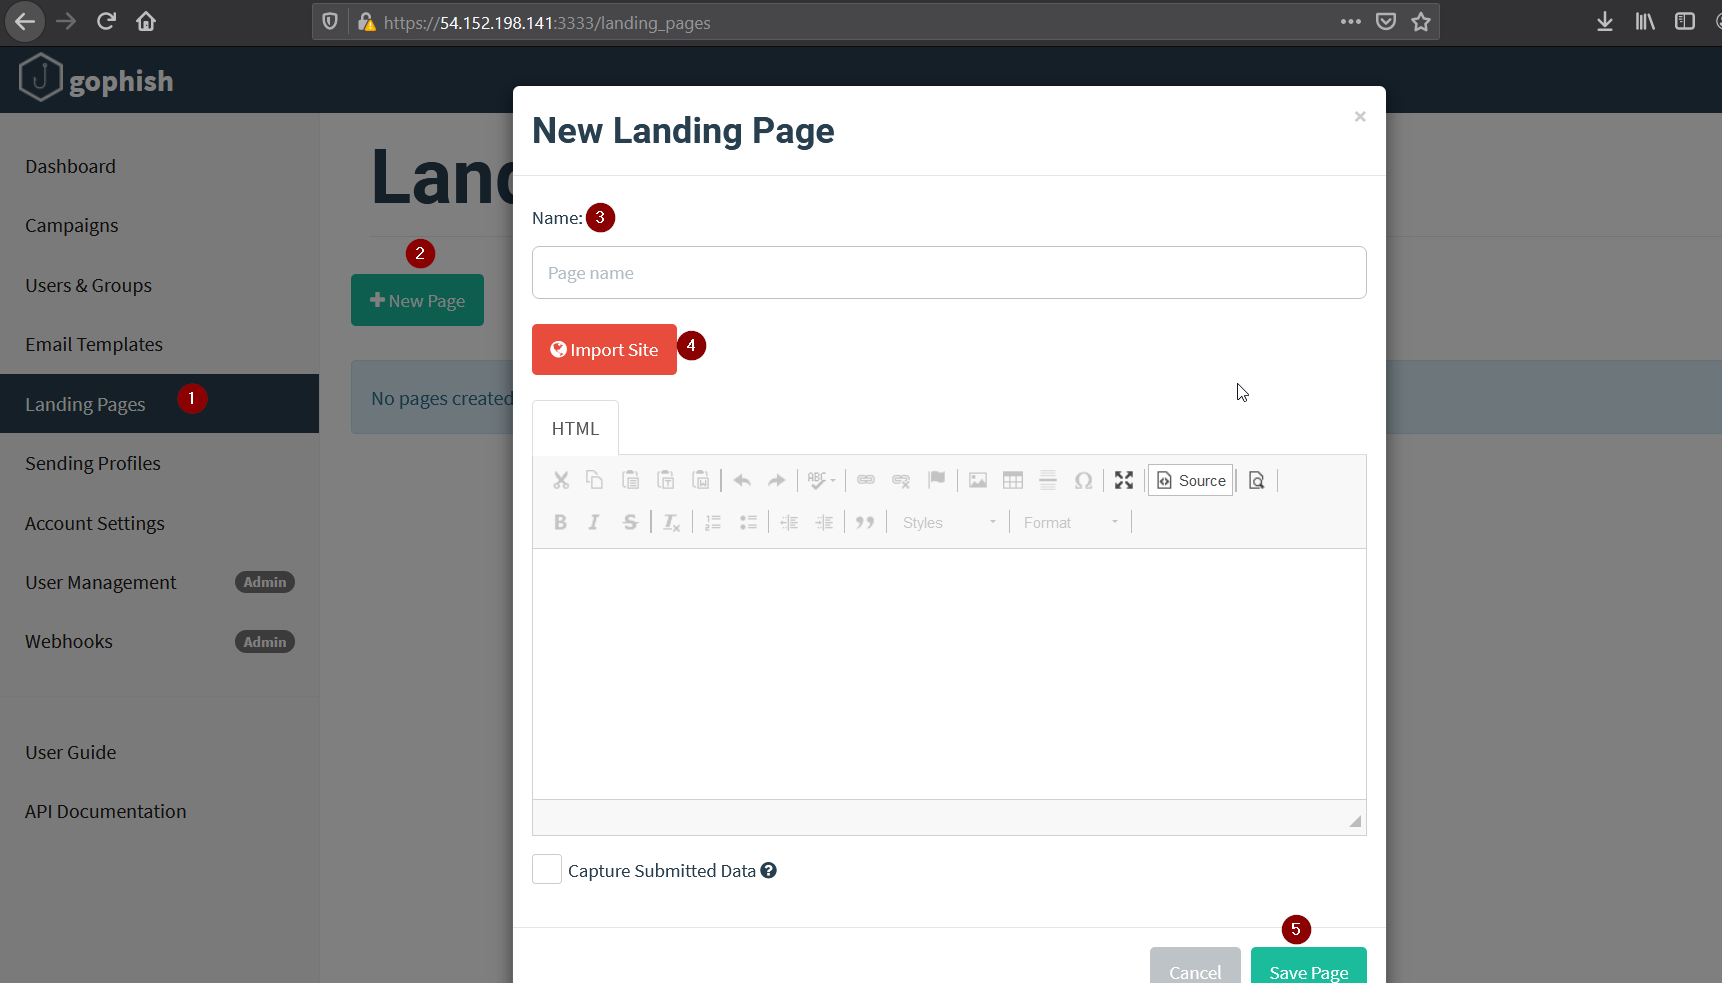 https://54.152.198.141:3333/landing_pages
gophish
Dashboard
Campaigns
Users & Groups
Email Templates
Landing Pages 1
Sending Profiles
Account Settings
User Management Admin
Webhooks Admin
User Guide
API Documentation
Land
2
New Page
No pages created
New Landing Page ×
Name: 3
Page name
Import Site 4
HTML
ABC Ω Source
B I S Tx Styles Format
Capture Submitted Data ?
5
Cancel Save Page